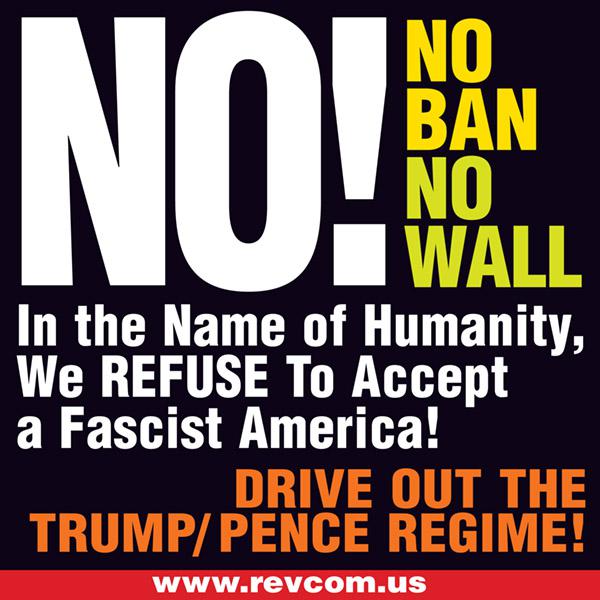 NO!
NO
BAN
NO
WALL
In the Name of Humanity,
We REFUSE To Accept
a Fascist America!
DRIVE OUT THE
TRUMP/ PENCE REGIME!
www.revcom.us